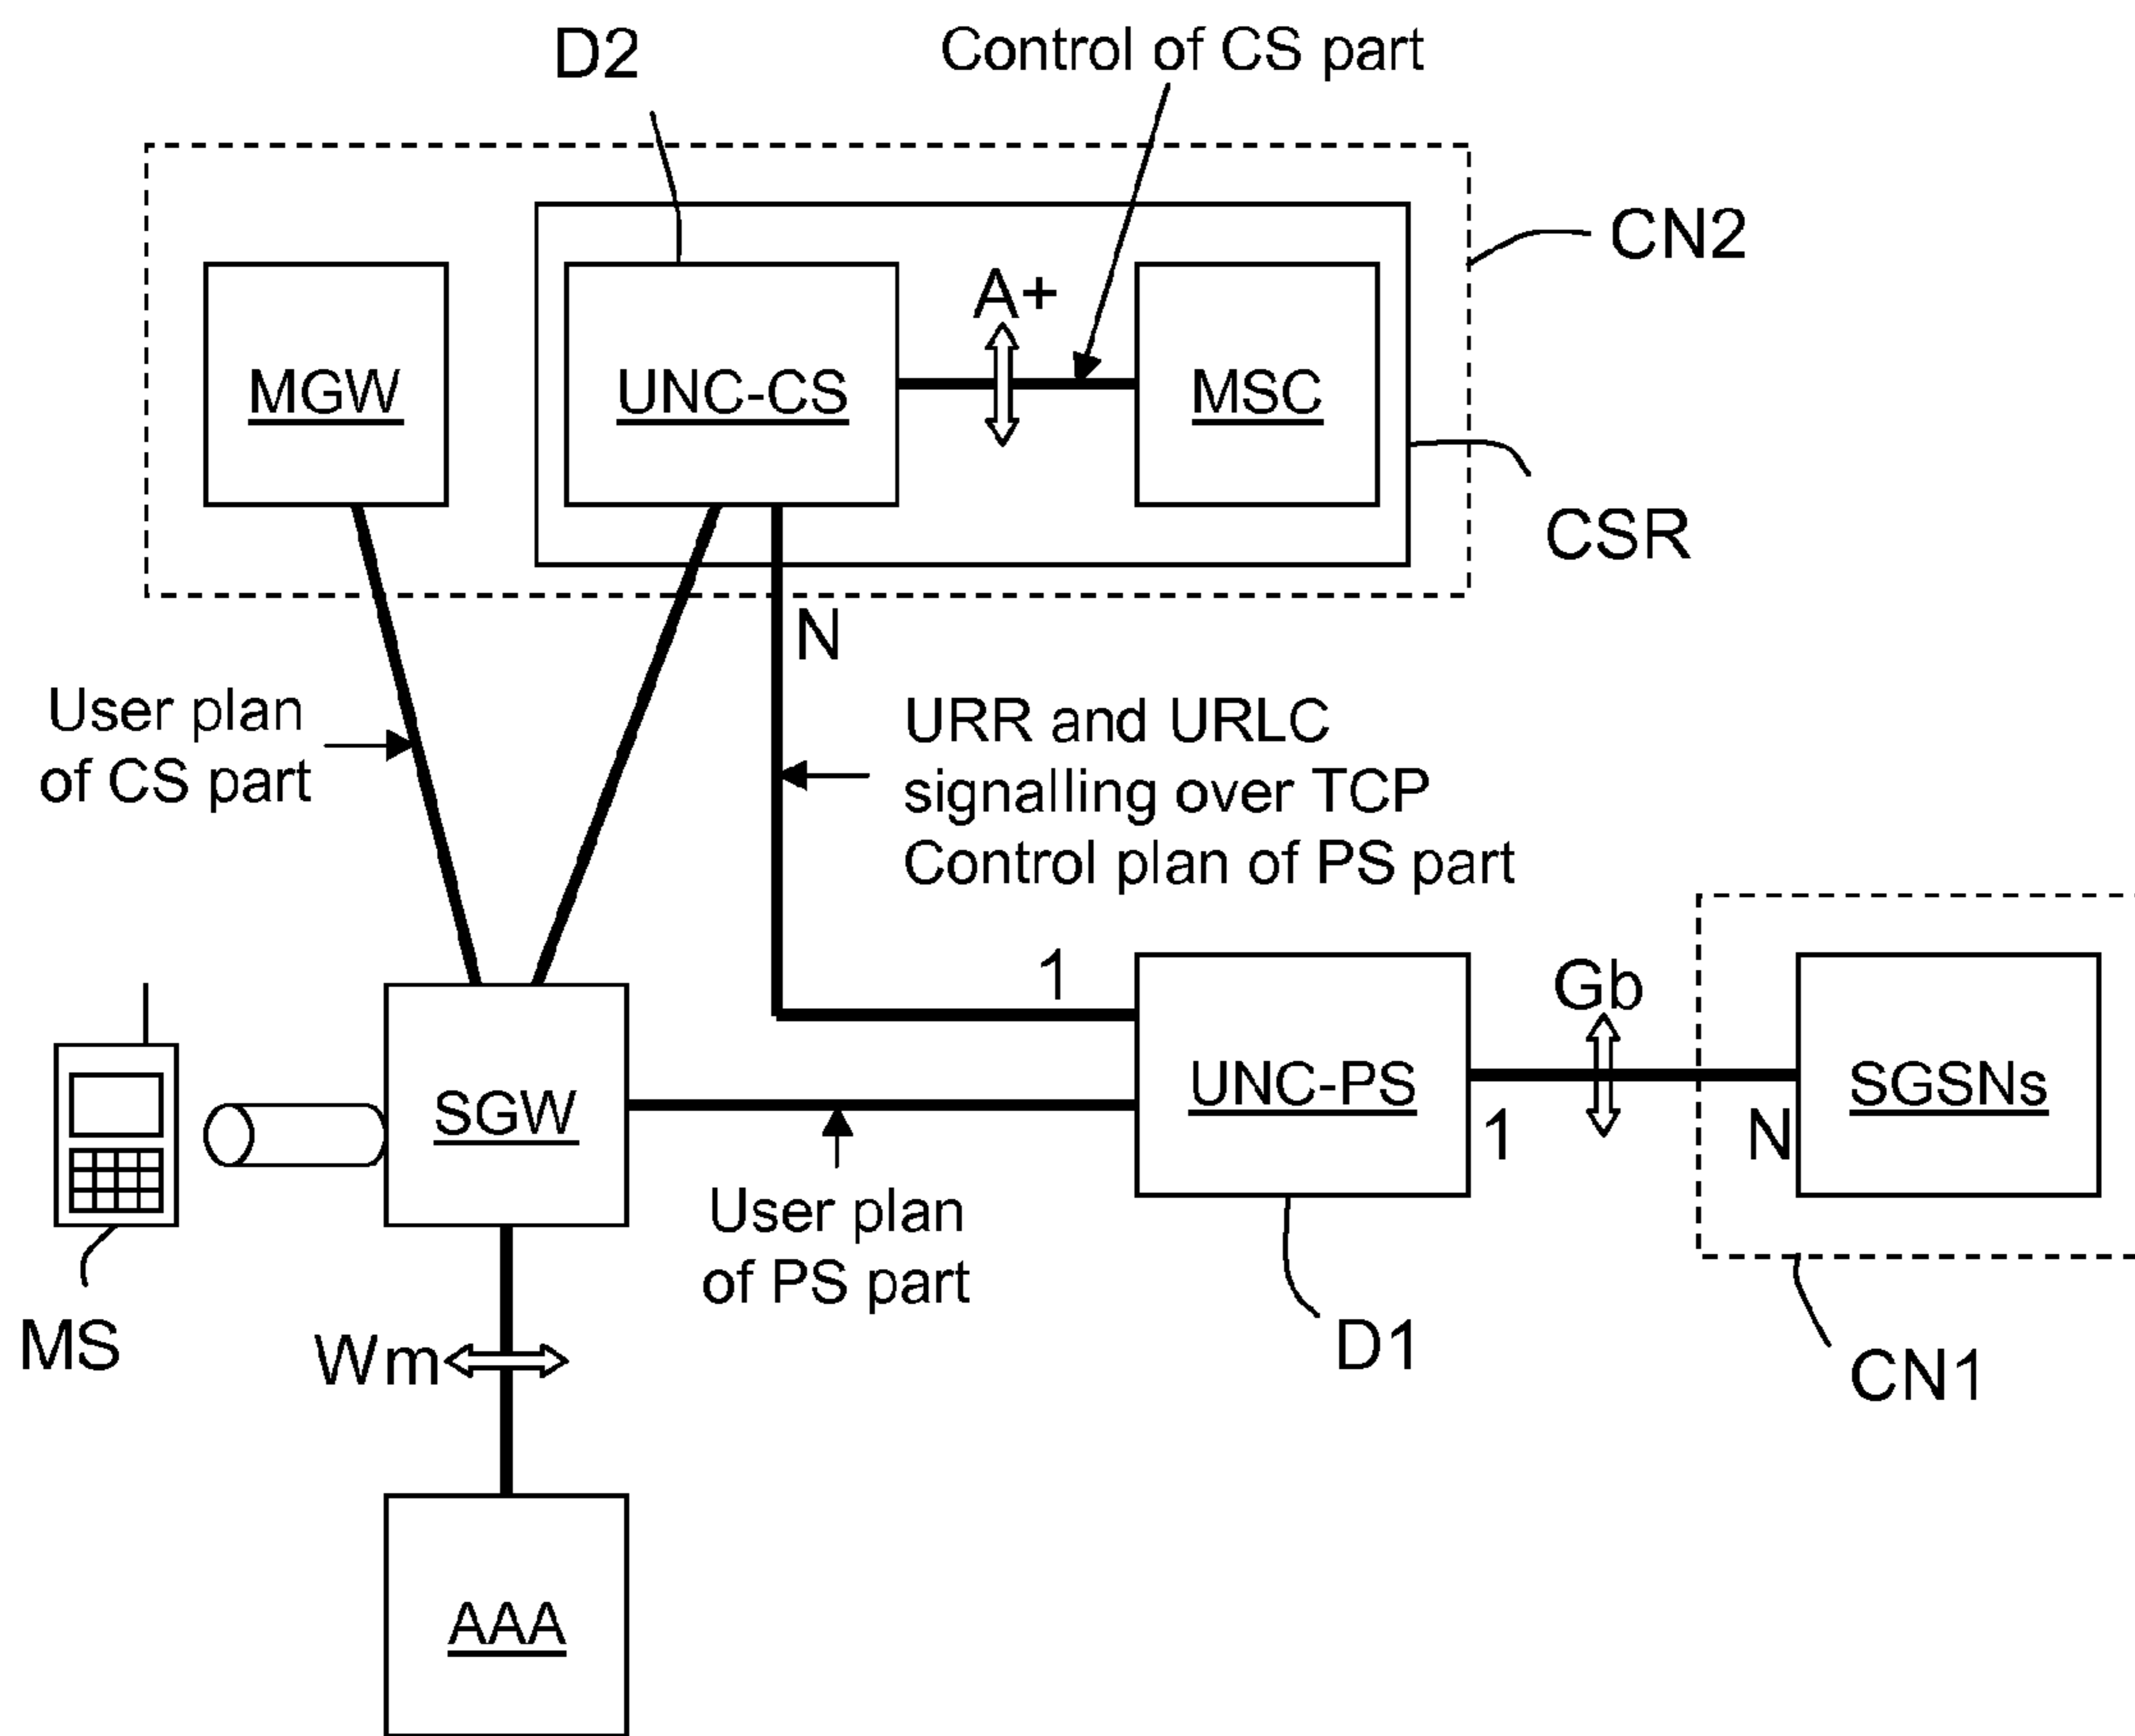 D2
Control of CS part
CN2
A+
MGW
UNC-CS
MSC
CSR
N
User plan
of CS part
URR and URLC
signalling over TCP
Control plan of PS part
1
Gb
SGW
UNC-PS
SGSNs
1
N
User plan
of PS part
MS
Wm
D1
CN1
AAA